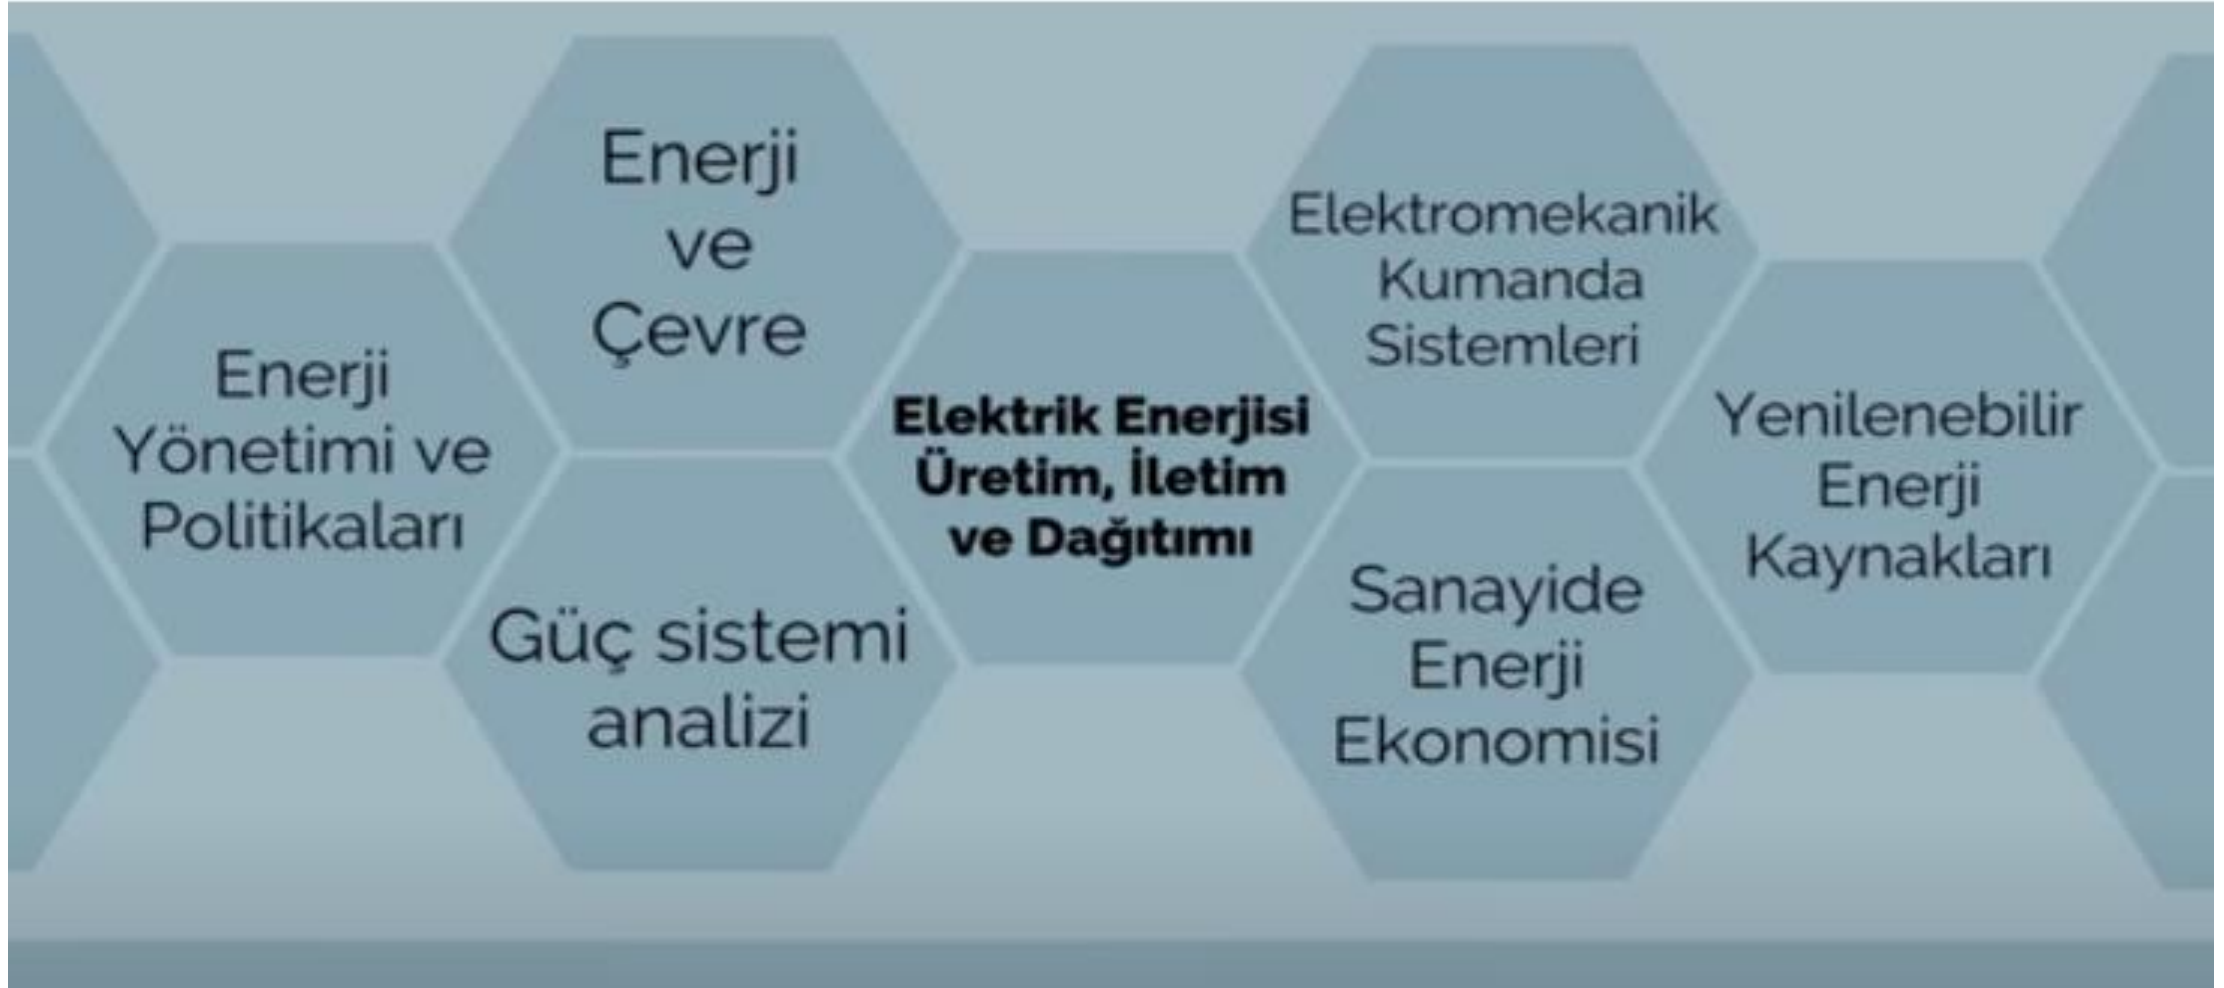 Enerji
Yönetimi ve
Politikaları
Enerji
ve
Çevre
Güç sistemi
analizi
Elektrik Enerjisi
Üretim, İletim
ve Dağıtımı
Elektromekanik
Kumanda
Sistemleri
Sanayide
Enerji
Ekonomisi
Yenilenebilir
Enerji
Kaynakları